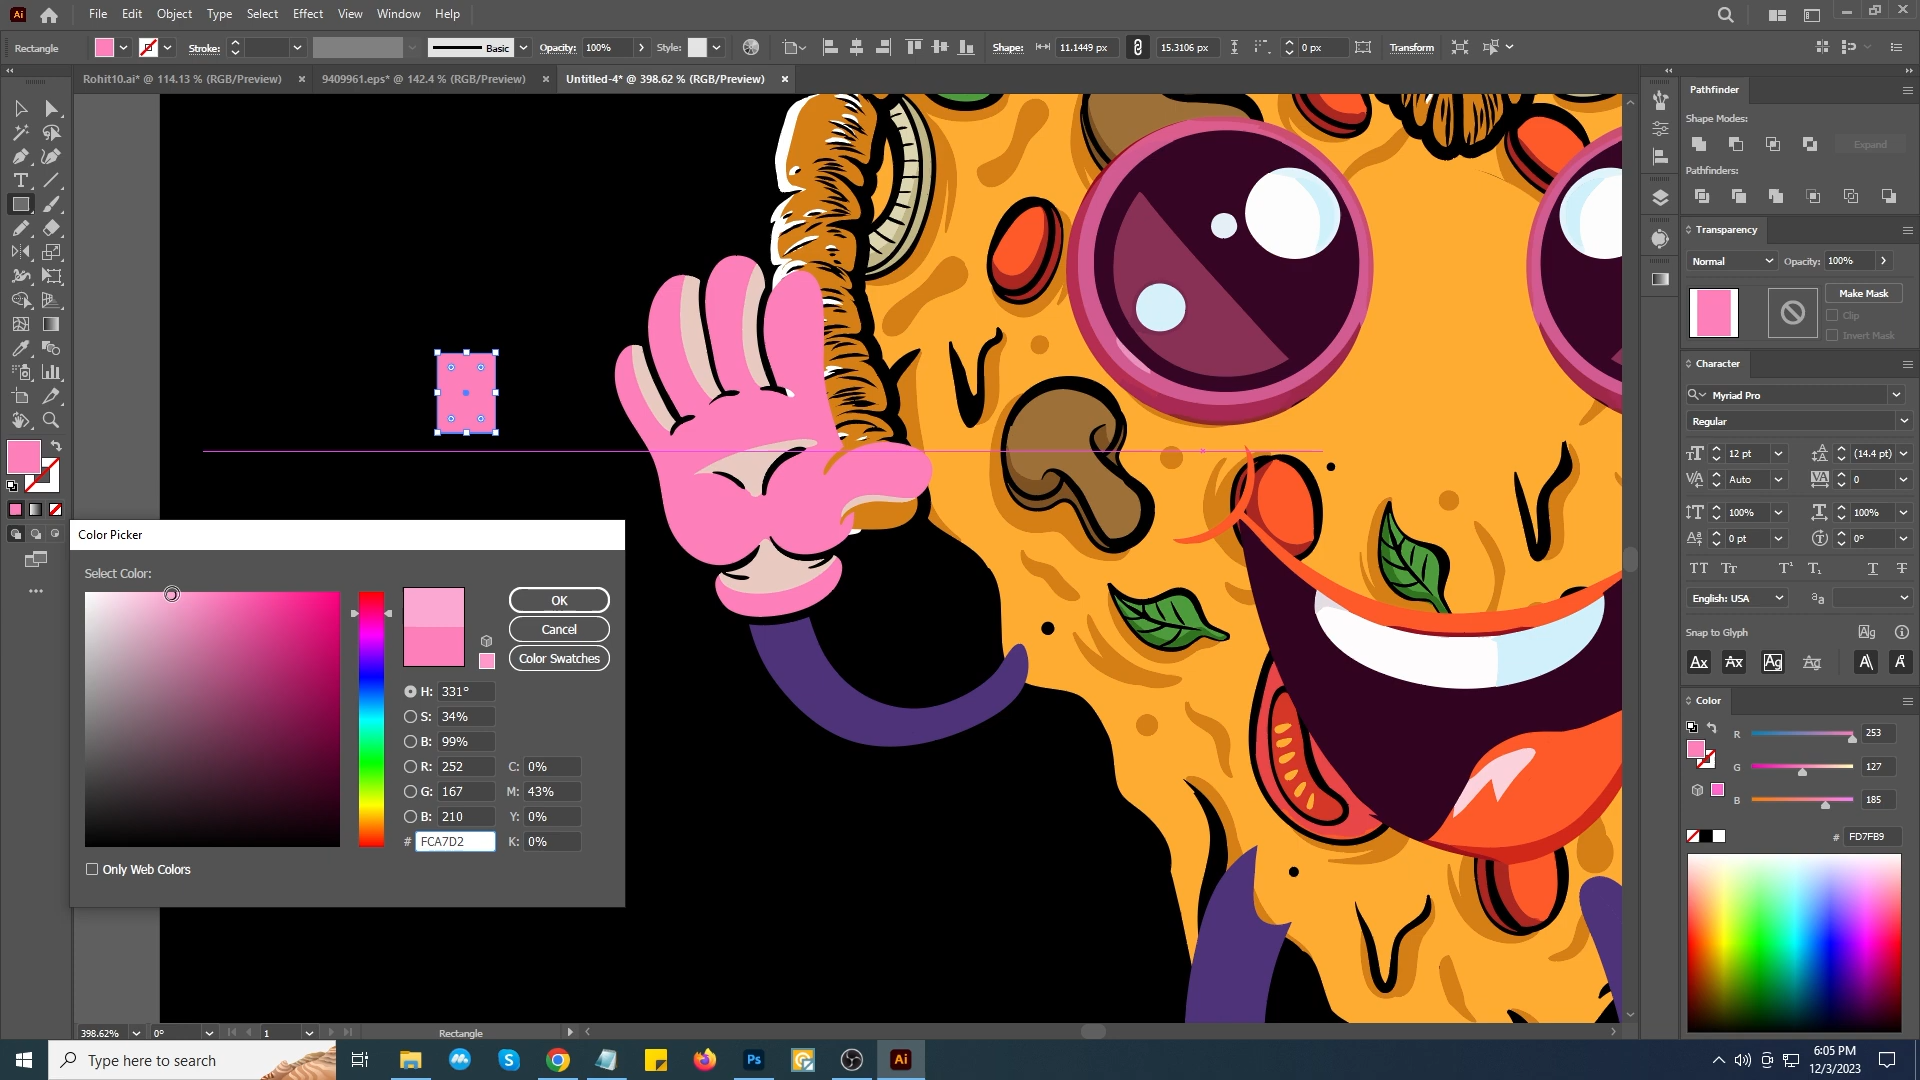 Ai File Edit Object Type Select Effect View Window Help
Rectangle Stroke: Basic Opacity: 100% Style: Shape: 11.1449 px 15.3106 px 0 px Transform
Rohit10.ai* @ 114.13 % (RGB/Preview) × 9409961.eps* @ 142.4 % (RGB/Preview) × Untitled-4* @ 398.62 % (RGB/Preview) ×
Pathfinder
Shape Modes:
Expand
Pathfinders:
Transparency
Normal Opacity: 100%
Make Mask
Clip
Invert Mask
Character
Myriad Pro
Regular
12 pt (14.4 pt)
Auto 0
100% 100%
0 pt 0°
English: USA
Snap to Glyph
Color
R 253
G 127
B 185
# FD7FB9
Color Picker
Select Color:
OK
Cancel
Color Swatches
H: 331°
S: 34%
B: 99%
R: 252 C: 0%
G: 167 M: 43%
B: 210 Y: 0%
# FCA7D2 K: 0%
Only Web Colors
398.62% 0° 1 Rectangle
Type here to search
Ps Ai
6:05 PM
12/3/2023